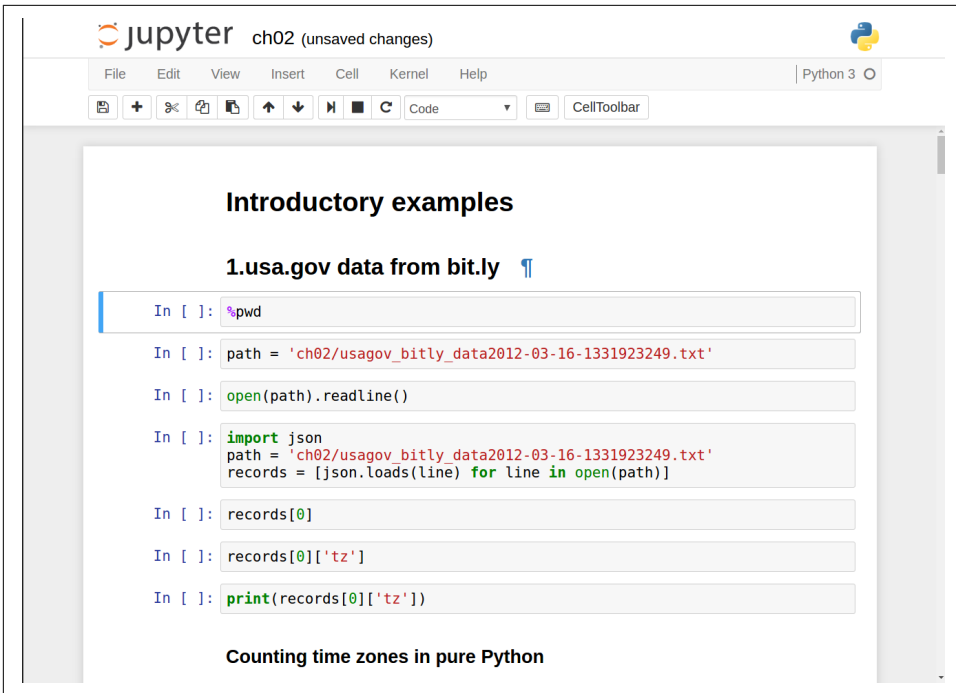 jupyter ch02 (unsaved changes)
File Edit View Insert Cell Kernel Help Python 3
Code CellToolbar
Introductory examples
1.usa.gov data from bit.ly ¶
In [ ]: %pwd
In [ ]: path = 'ch02/usagov_bitly_data2012-03-16-1331923249.txt'
In [ ]: open(path).readline()
In [ ]: import json
path = 'ch02/usagov_bitly_data2012-03-16-1331923249.txt'
records = [json.loads(line) for line in open(path)]
In [ ]: records[0]
In [ ]: records[0]['tz']
In [ ]: print(records[0]['tz'])
Counting time zones in pure Python